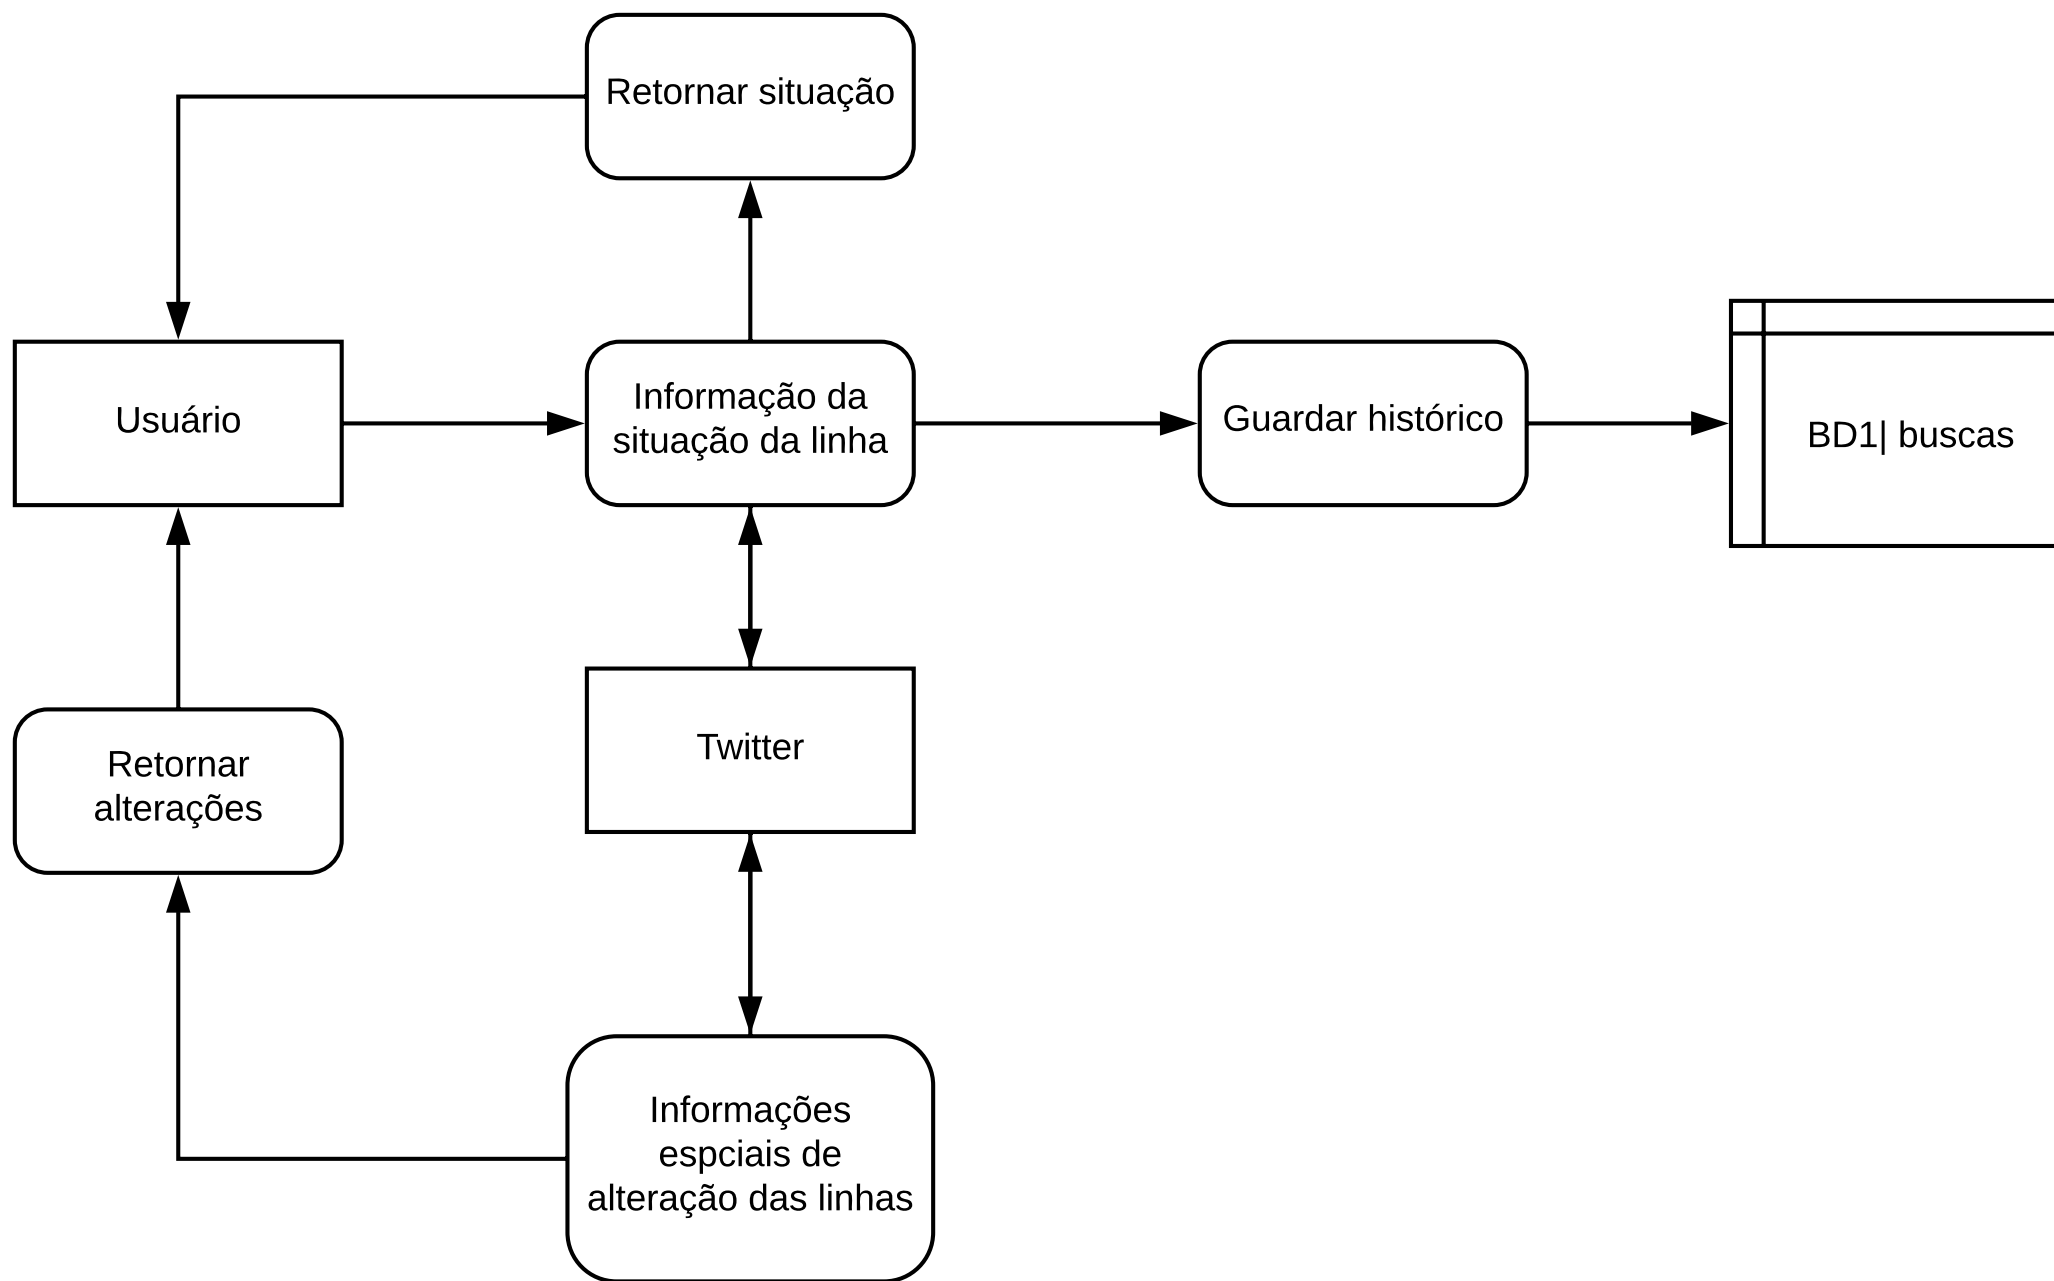 Retornar situação
Usuário
Informação da
situação da linha
Guardar histórico
BD1| buscas
Retornar
alterações
Twitter
Informações
espciais de
alteração das linhas